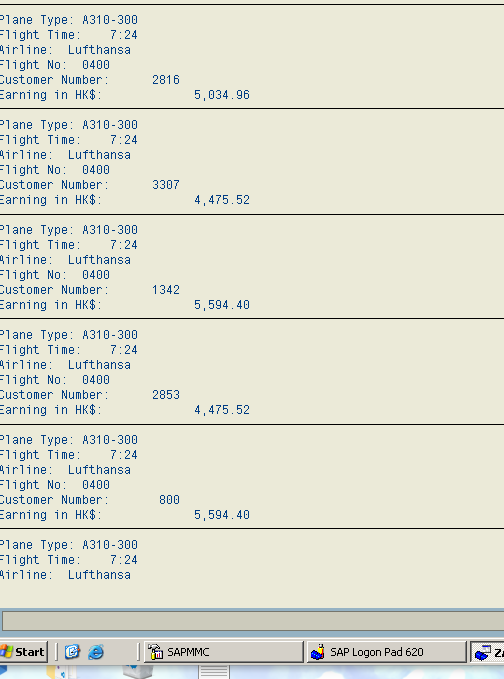 Plane Type: A310-300
Flight Time: 7:24
Airline: Lufthansa
Flight No: 0400
Customer Number: 2816
Earning in HK$: 5,034.96
Plane Type: A310-300
Flight Time: 7:24
Airline: Lufthansa
Flight No: 0400
Customer Number: 3307
Earning in HK$: 4,475.52
Plane Type: A310-300
Flight Time: 7:24
Airline: Lufthansa
Flight No: 0400
Customer Number: 1342
Earning in HK$: 5,594.40
Plane Type: A310-300
Flight Time: 7:24
Airline: Lufthansa
Flight No: 0400
Customer Number: 2853
Earning in HK$: 4,475.52
Plane Type: A310-300
Flight Time: 7:24
Airline: Lufthansa
Flight No: 0400
Customer Number: 800
Earning in HK$: 5,594.40
Plane Type: A310-300
Flight Time: 7:24
Airline: Lufthansa
Start SAPMMC SAP Logon Pad 620